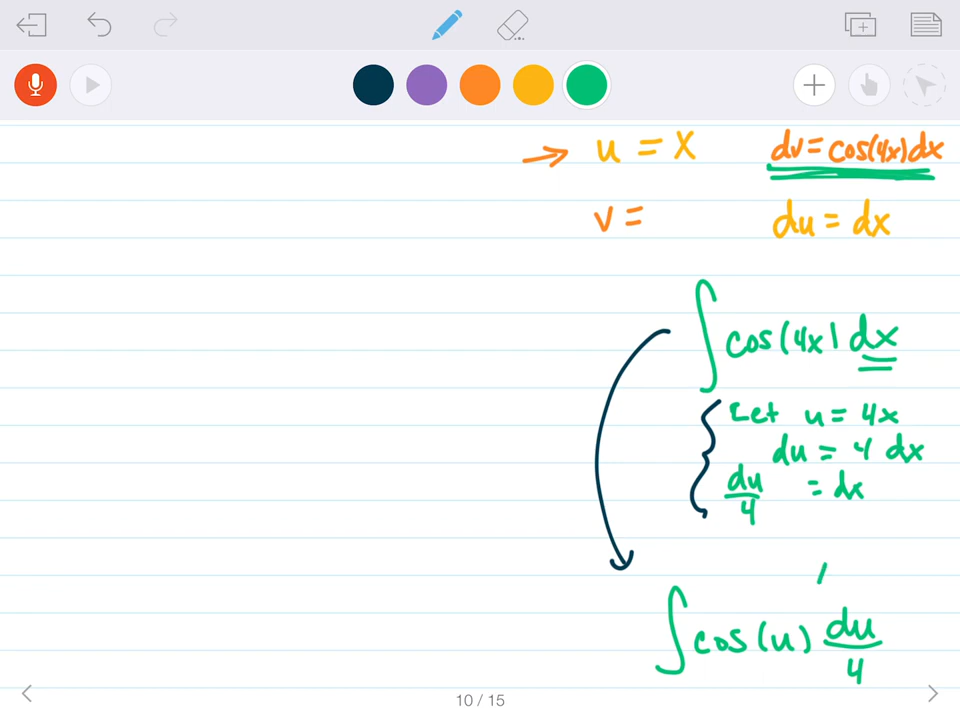 → u = x dv = cos(4x)dx
v = du = dx
∫ cos(4x) dx
Let u = 4x
du = 4 dx
du/4 = dx
∫ cos(u) du/4
10 / 15